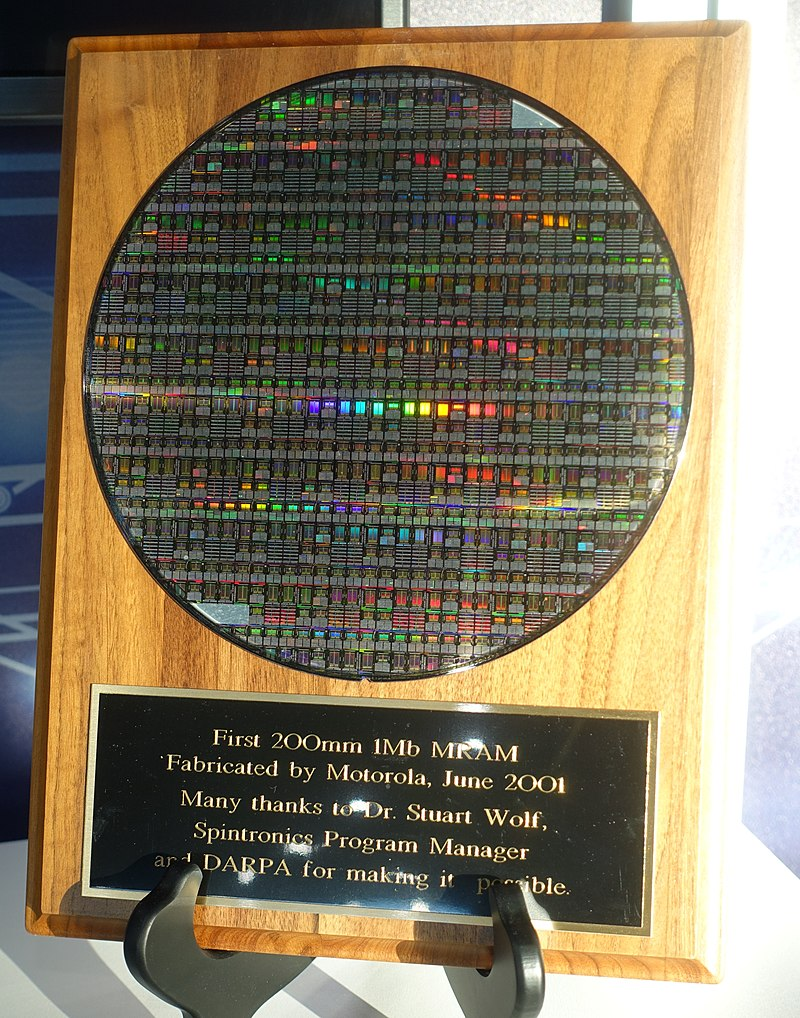 First 200mm 1Mb MRAM
Fabricated by Motorola, June 2001
Many thanks to Dr. Stuart Wolf,
Spintronics Program Manager
and DARPA for making it possible.